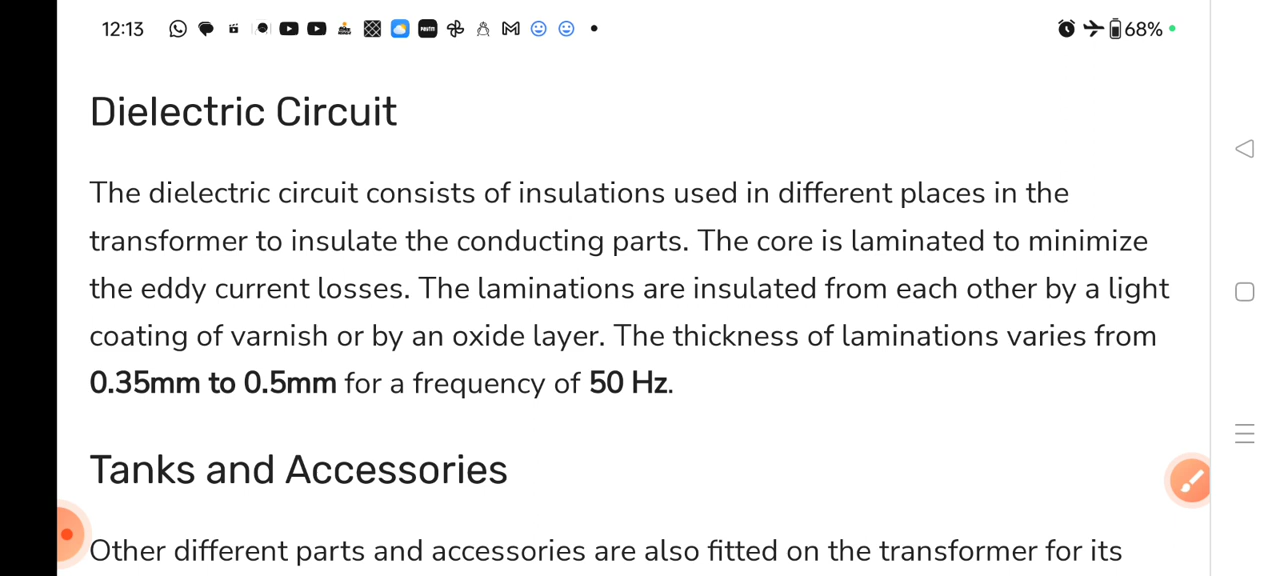 12:13
68%
Dielectric Circuit
The dielectric circuit consists of insulations used in different places in the
transformer to insulate the conducting parts. The core is laminated to minimize
the eddy current losses. The laminations are insulated from each other by a light
coating of varnish or by an oxide layer. The thickness of laminations varies from
0.35mm to 0.5mm for a frequency of 50 Hz.
Tanks and Accessories
Other different parts and accessories are also fitted on the transformer for its